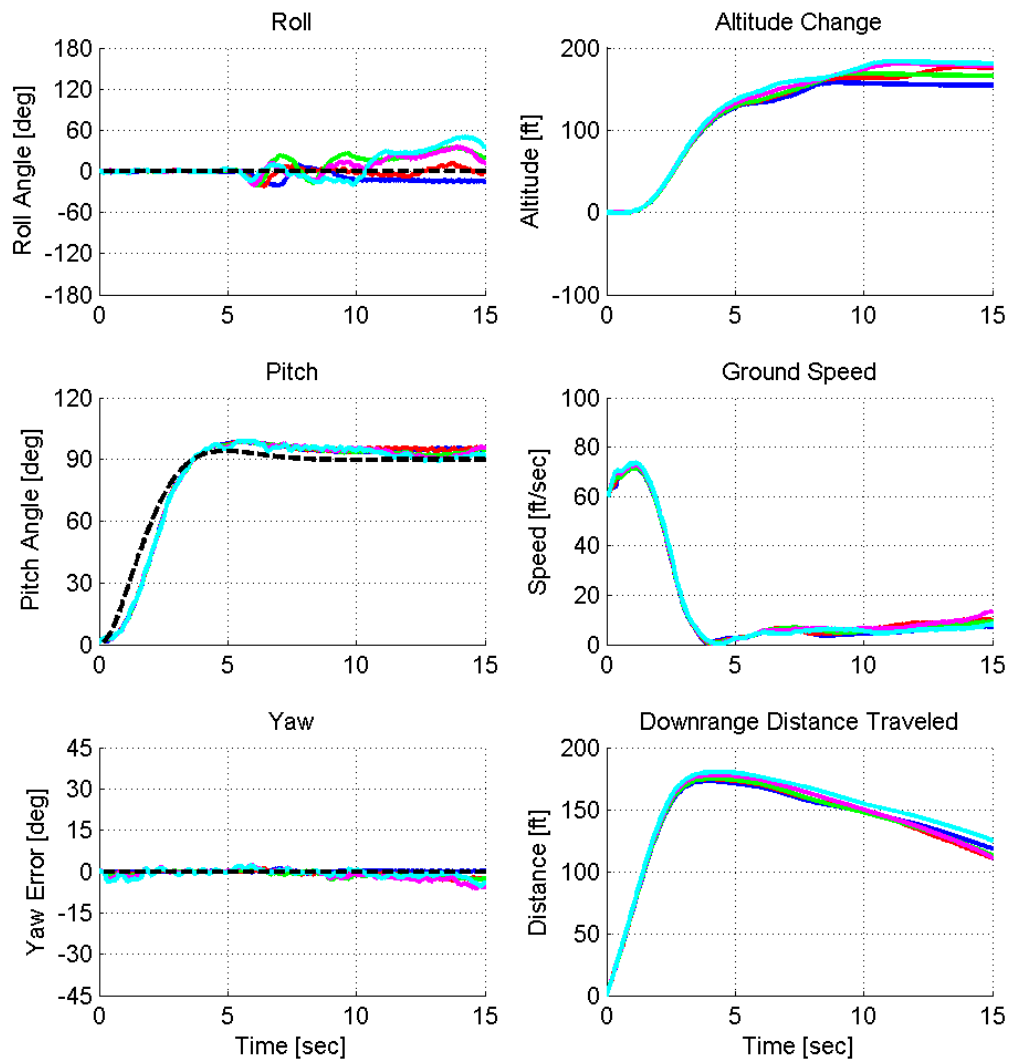 Roll
180
120
60
0
-60
-120
-180
Roll Angle [deg]
0 5 10 15
Altitude Change
200
100
0
-100
Altitude [ft]
0 5 10 15
Pitch
120
90
60
30
0
Pitch Angle [deg]
0 5 10 15
Ground Speed
100
80
60
40
20
0
Speed [ft/sec]
0 5 10 15
Yaw
45
30
15
0
-15
-30
-45
Yaw Error [deg]
0 5 10 15
Time [sec]
Downrange Distance Traveled
200
150
100
50
0
Distance [ft]
0 5 10 15
Time [sec]